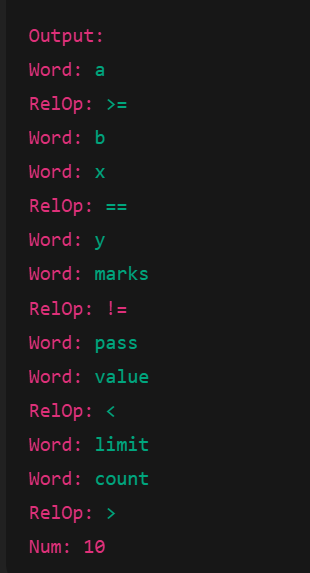 Output:
Word: a
RelOp: >=
Word: b
Word: x
RelOp: ==
Word: y
Word: marks
RelOp: !=
Word: pass
Word: value
RelOp: <
Word: limit
Word: count
RelOp: >
Num: 10